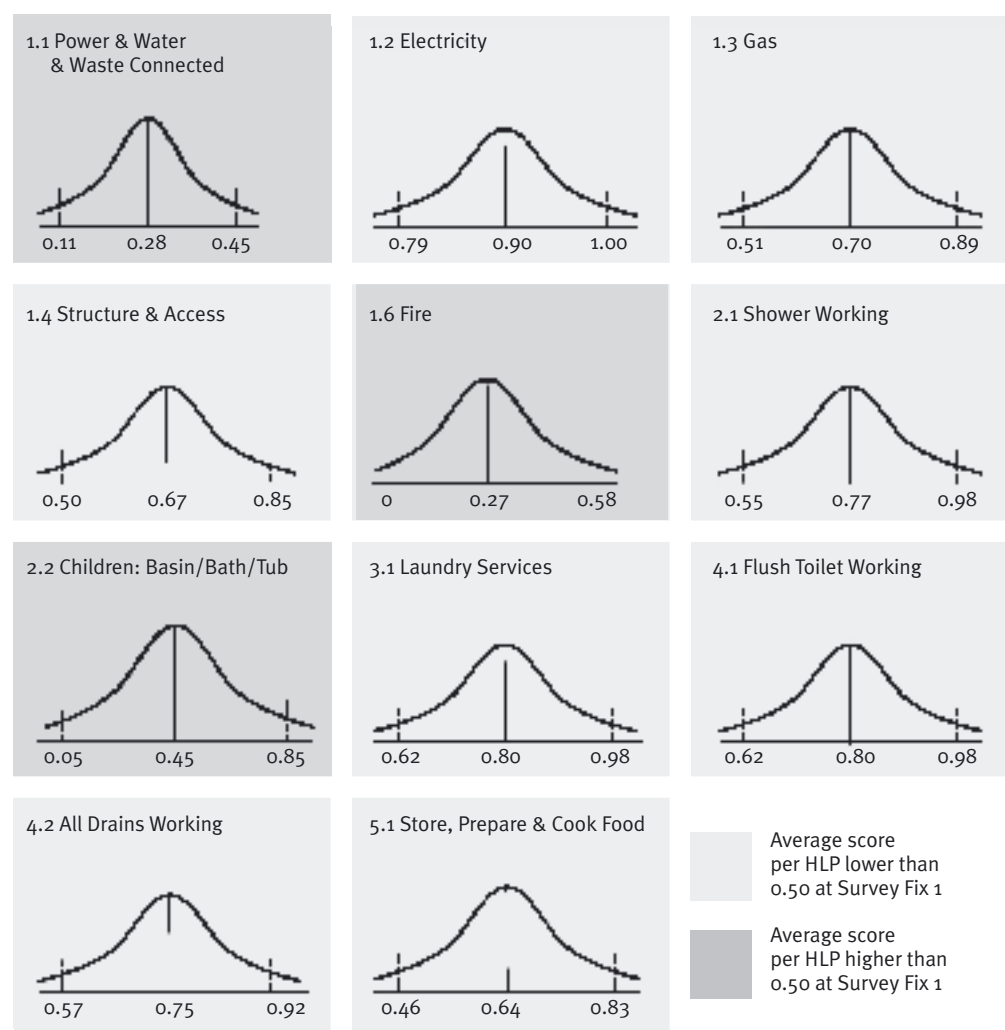 1.1 Power & Water
& Waste Connected
0.11 0.28 0.45
1.2 Electricity
0.79 0.90 1.00
1.3 Gas
0.51 0.70 0.89
1.4 Structure & Access
0.50 0.67 0.85
1.6 Fire
0 0.27 0.58
2.1 Shower Working
0.55 0.77 0.98
2.2 Children: Basin/Bath/Tub
0.05 0.45 0.85
3.1 Laundry Services
0.62 0.80 0.98
4.1 Flush Toilet Working
0.62 0.80 0.98
4.2 All Drains Working
0.57 0.75 0.92
5.1 Store, Prepare & Cook Food
0.46 0.64 0.83
Average score
per HLP lower than
0.50 at Survey Fix 1
Average score
per HLP higher than
0.50 at Survey Fix 1